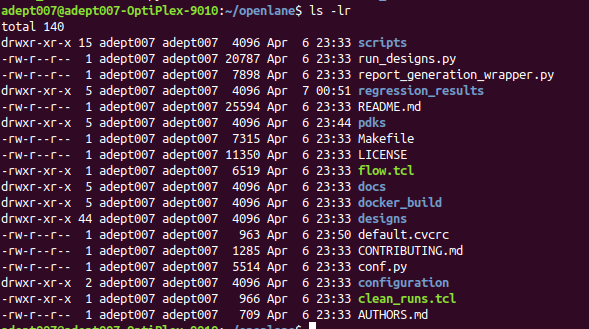 adept007@adept007-OptiPlex-9010:~/openlane$ ls -lr
total 140
drwxr-xr-x 15 adept007 adept007  4096 Apr  6 23:33 scripts
-rw-r--r--  1 adept007 adept007 20787 Apr  6 23:33 run_designs.py
-rw-r--r--  1 adept007 adept007  7898 Apr  6 23:33 report_generation_wrapper.py
drwxr-xr-x  5 adept007 adept007  4096 Apr  7 00:51 regression_results
-rw-r--r--  1 adept007 adept007 25594 Apr  6 23:33 README.md
drwxr-xr-x  5 adept007 adept007  4096 Apr  6 23:44 pdks
-rw-r--r--  1 adept007 adept007  7315 Apr  6 23:33 Makefile
-rw-r--r--  1 adept007 adept007 11350 Apr  6 23:33 LICENSE
-rwxr-xr-x  1 adept007 adept007  6519 Apr  6 23:33 flow.tcl
drwxr-xr-x  5 adept007 adept007  4096 Apr  6 23:33 docs
drwxr-xr-x  5 adept007 adept007  4096 Apr  6 23:33 docker_build
drwxr-xr-x 44 adept007 adept007  4096 Apr  6 23:33 designs
-rw-r--r--  1 adept007 adept007   963 Apr  6 23:50 default.cvcrc
-rw-r--r--  1 adept007 adept007  1285 Apr  6 23:33 CONTRIBUTING.md
-rw-r--r--  1 adept007 adept007  5514 Apr  6 23:33 conf.py
drwxr-xr-x  2 adept007 adept007  4096 Apr  6 23:33 configuration
-rwxr-xr-x  1 adept007 adept007   966 Apr  6 23:33 clean_runs.tcl
-rw-r--r--  1 adept007 adept007   709 Apr  6 23:33 AUTHORS.md
adept007@adept007-OptiPlex-9010:~/openlane$